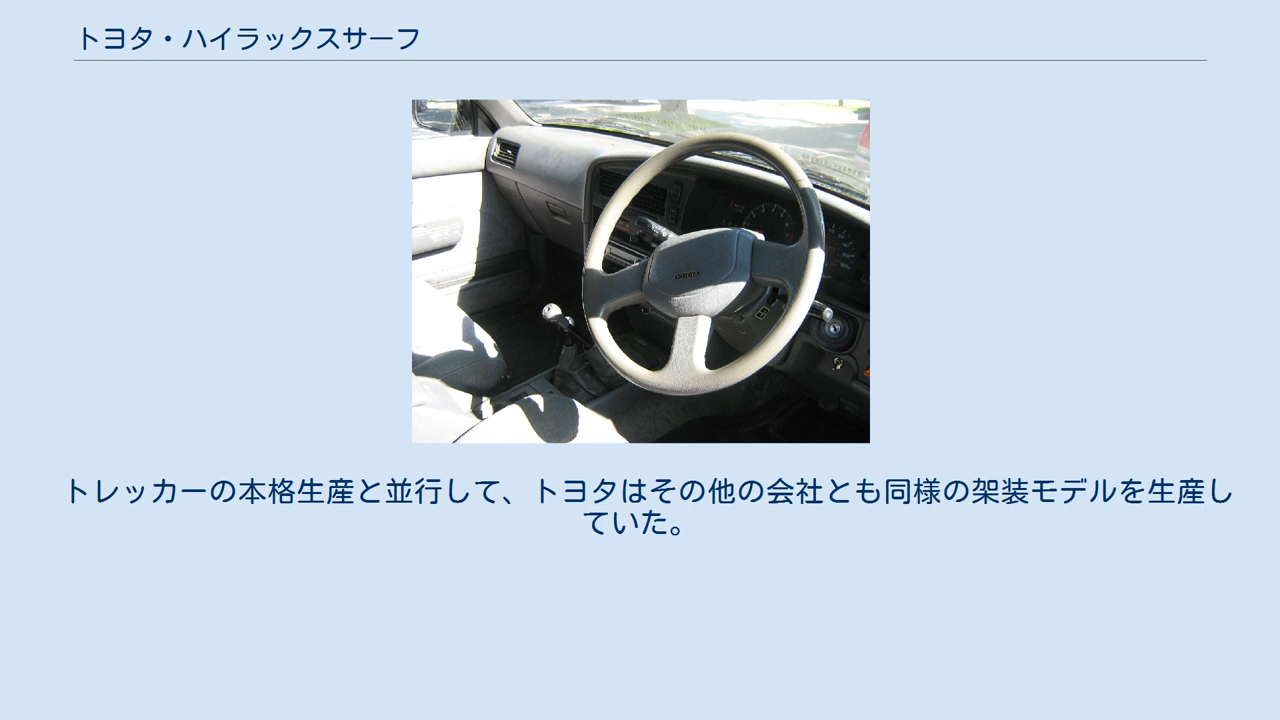 トヨタ・ハイラックスサーフ
トレッカーの本格生産と並行して、トヨタはその他の会社とも同様の架装モデルを生産し
ていた。